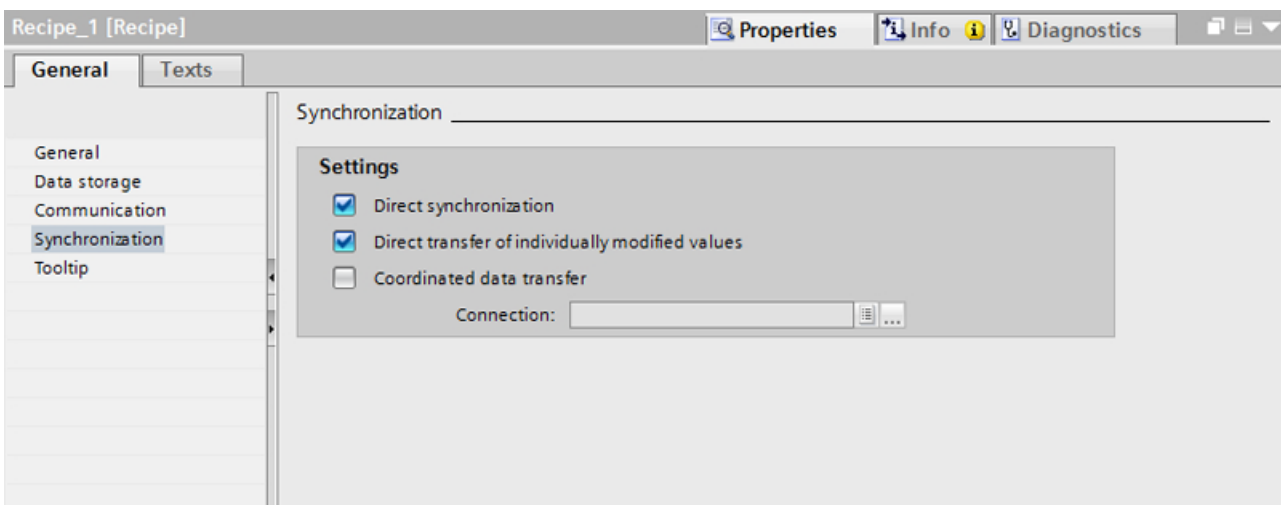 Recipe_1 [Recipe]
Properties
Info
Diagnostics
General
Texts
General
Data storage
Communication
Synchronization
Tooltip
Synchronization
Settings
Direct synchronization
Direct transfer of individually modified values
Coordinated data transfer
Connection:
...